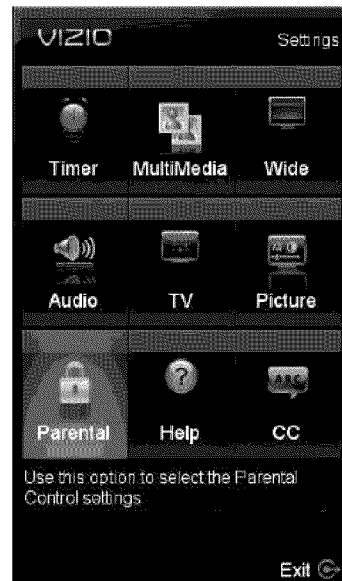 VIZIO Settings
Timer MultiMedia Wide
Audio TV Picture
?
Parental Help CC
Use this option to select the Parental
Control settings
Exit